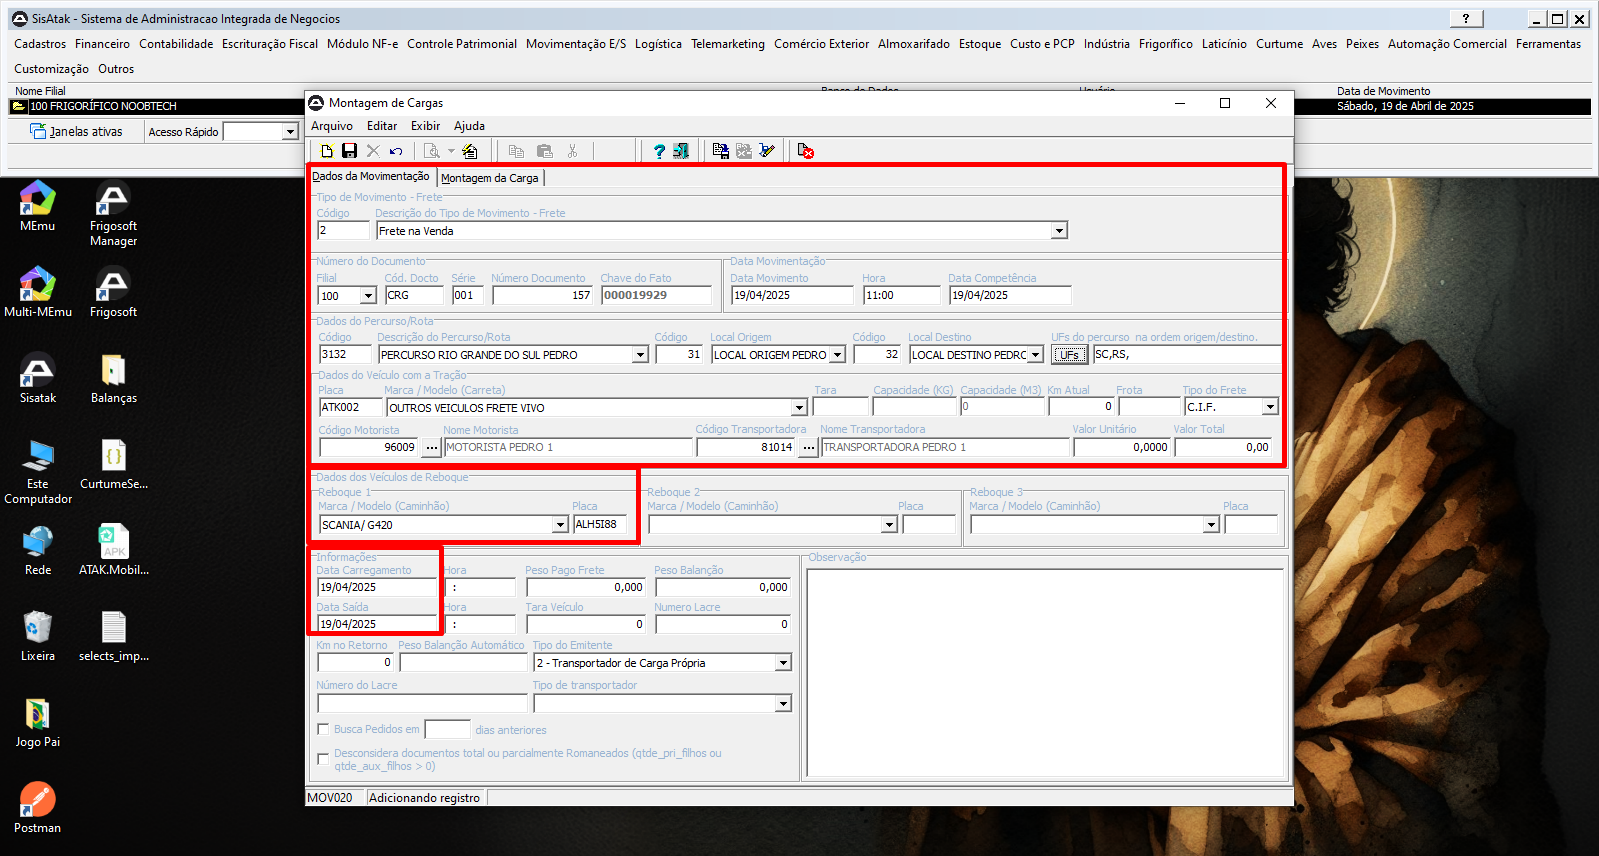 SisAtak - Sistema de Administracao Integrada de Negocios
?
Cadastros Financeiro Contabilidade Escrituração Fiscal Módulo NF-e Controle Patrimonial Movimentação E/S Logística Telemarketing Comércio Exterior Almoxarifado Estoque Custo e PCP Indústria Frigorífico Laticínio Curtume Aves Peixes Automação Comercial Ferramentas
Customização Outros
Nome Filial
Data de Movimento
100 FRIGORÍFICO NOOBTECH
Sábado, 19 de Abril de 2025
Janelas ativas
Acesso Rápido
Montagem de Cargas
Arquivo Editar Exibir Ajuda
Dados da Movimentação
Montagem da Carga
Tipo de Movimento - Frete
Código Descrição do Tipo de Movimento - Frete
2 Frete na Venda
Número do Documento
Data Movimentação
Filial Cód. Docto Série Número Documento Chave do Fato
Data Movimento Hora Data Competência
100 CRG 001 157 000019929
19/04/2025 11:00 19/04/2025
Dados do Percurso/Rota
Código Descrição do Percurso/Rota Código Local Origem Código Local Destino UFs do percurso na ordem origem/destino.
3132 PERCURSO RIO GRANDE DO SUL PEDRO 31 LOCAL ORIGEM PEDRO 32 LOCAL DESTINO PEDRO UFs SC,RS,
Dados do Veículo com a Tração
Placa Marca / Modelo (Carreta) Tara Capacidade (KG) Capacidade (M3) Km Atual Frota Tipo do Frete
ATK002 OUTROS VEICULOS FRETE VIVO 0 0 C.I.F.
Código Motorista Nome Motorista Código Transportadora Nome Transportadora Valor Unitário Valor Total
96009 ... MOTORISTA PEDRO 1 81014 ... TRANSPORTADORA PEDRO 1 0,0000 0,00
Dados dos Veículos de Reboque
Reboque 1
Marca / Modelo (Caminhão) Placa
SCANIA/ G420 ALH5I88
Reboque 2
Marca / Modelo (Caminhão) Placa
Reboque 3
Marca / Modelo (Caminhão) Placa
Informações
Data Carregamento Hora Peso Pago Frete Peso Balanção
19/04/2025 : 0,000 0,000
Data Saída Hora Tara Veículo Numero Lacre
19/04/2025 : 0 0
Km no Retorno Peso Balanção Automático Tipo do Emitente
0 2 - Transportador de Carga Própria
Número do Lacre Tipo de transportador
Busca Pedidos em dias anteriores
Desconsidera documentos total ou parcialmente Romaneados (qtde_pri_filhos ou
qtde_aux_filhos > 0)
Observação
MOV020 Adicionando registro
MEmu
Frigosoft
Manager
Multi-MEmu
Frigosoft
Sisatak
Balanças
Este
Computador
CurtumeSe...
Rede
APK
ATAK.Mobil...
Lixeira
selects_imp...
Jogo Pai
Postman